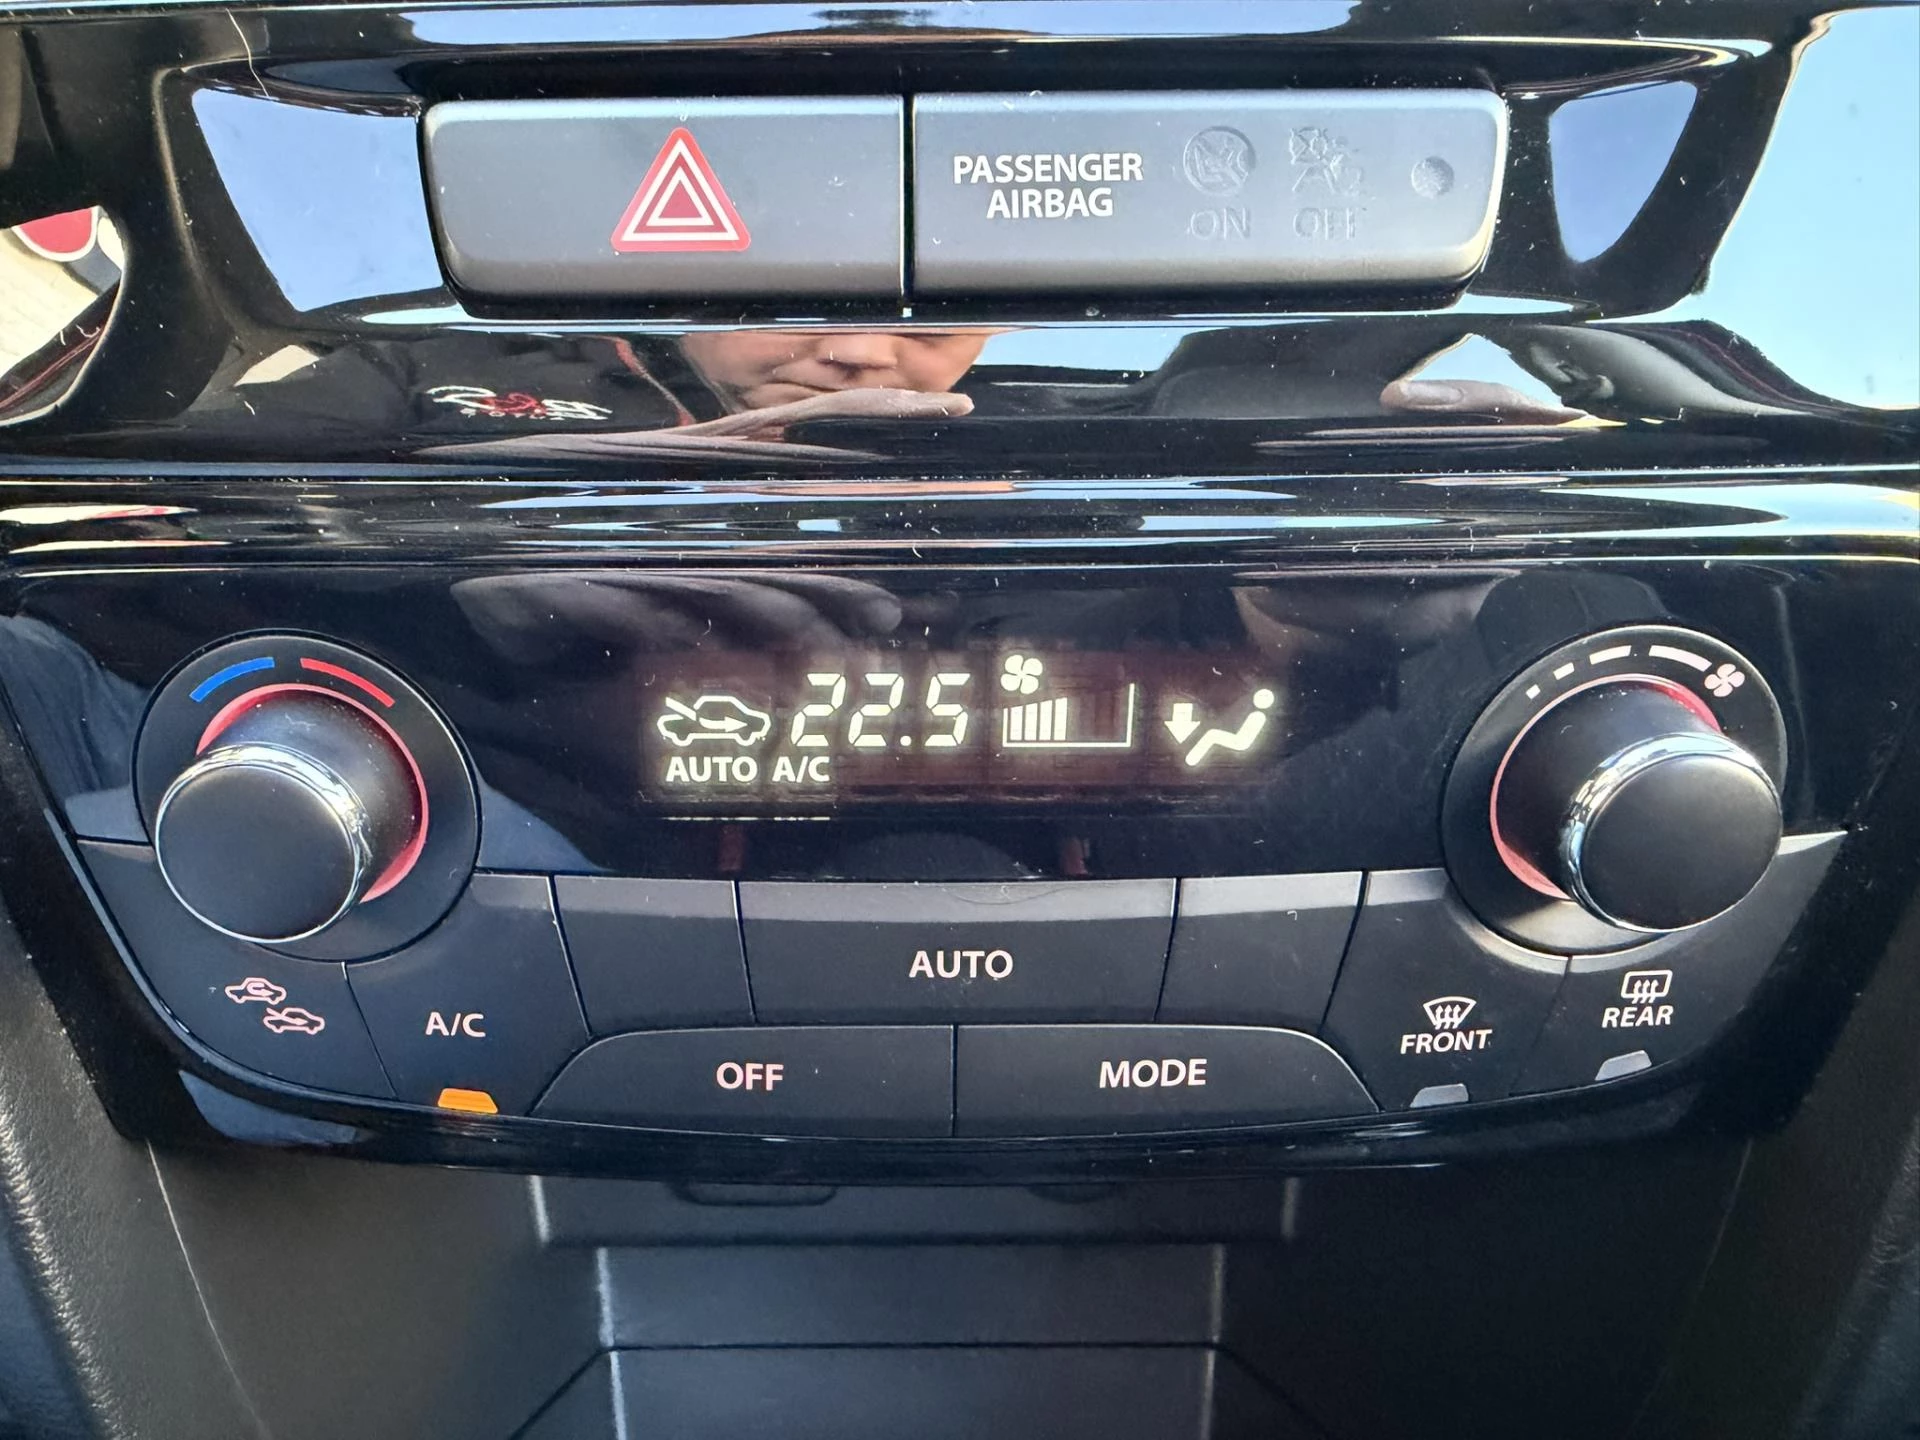 PASSENGER
AIRBAG
ON OFF
22.5
AUTO A/C
AUTO
A/C
OFF
MODE
FRONT
REAR